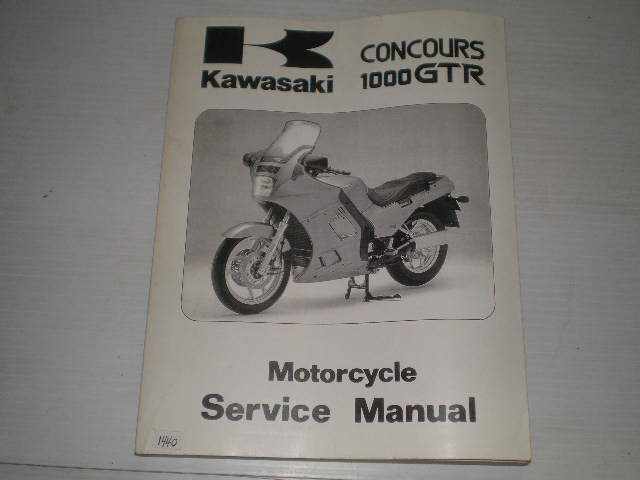 Kawasaki
CONCOURS
1000GTR
Motorcycle
Service Manual
1440